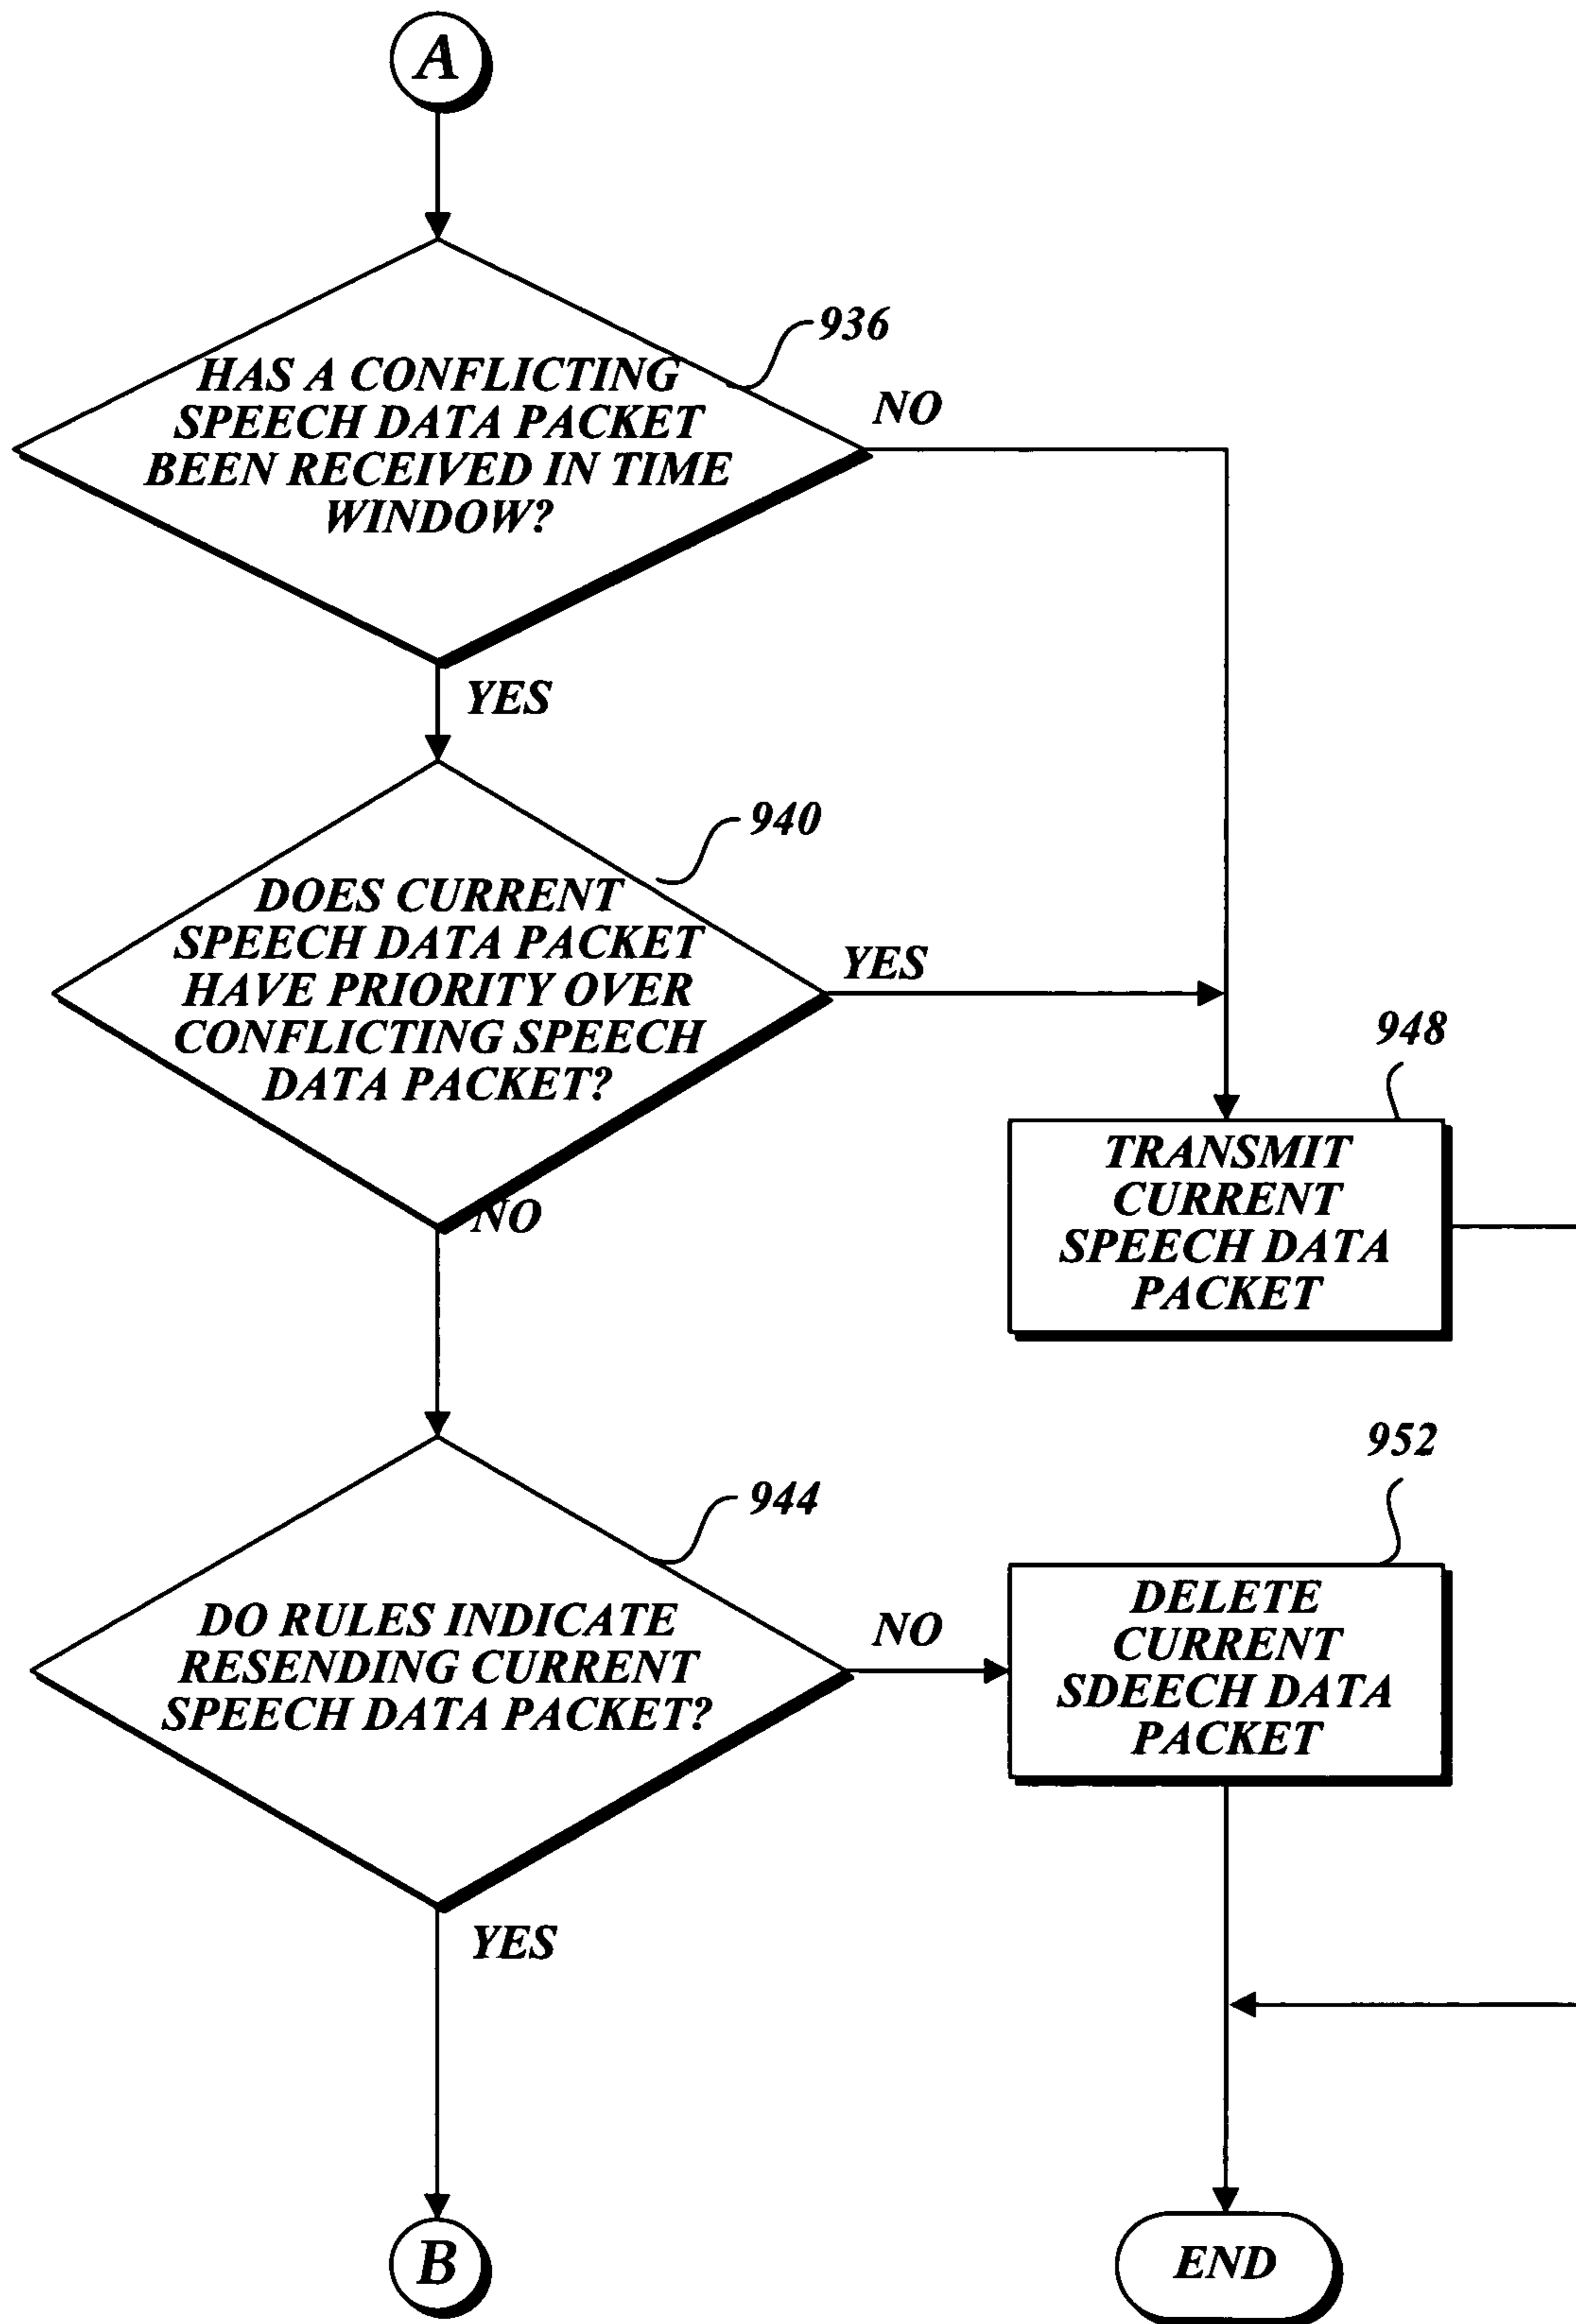 A
936
HAS A CONFLICTING
SPEECH DATA PACKET
BEEN RECEIVED IN TIME
WINDOW?
NO
YES
940
DOES CURRENT
SPEECH DATA PACKET
HAVE PRIORITY OVER
CONFLICTING SPEECH
DATA PACKET?
YES
NO
948
TRANSMIT
CURRENT
SPEECH DATA
PACKET
944
DO RULES INDICATE
RESENDING CURRENT
SPEECH DATA PACKET?
NO
YES
952
DELETE
CURRENT
SDEECH DATA
PACKET
B
END